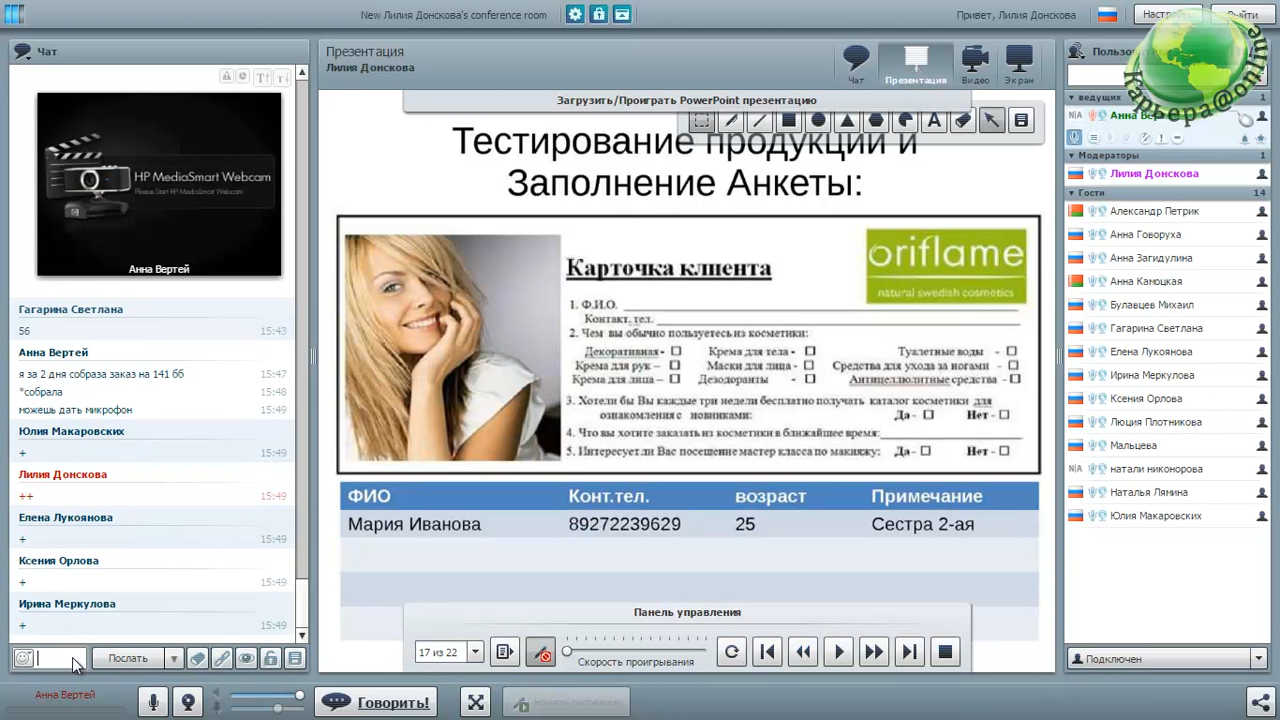 New Лилия Донскова's conference room
Привет, Лилия Донскова
Настройки
Выйти
карьера@online
Чат
HP MediaSmart Webcam
Please Start HP MediaSmart Webcam
Анна Вертей
Гагарина Светлана
56 15:43
Анна Вертей
я за 2 дня собраза заказ на 141 бб 15:47
*собрала 15:48
можешь дать микрофон 15:49
Юлия Макаровских
+ 15:49
Лилия Донскова
++ 15:49
Елена Лукоянова
+ 15:49
Ксения Орлова
+ 15:49
Ирина Меркулова
+ 15:49
Послать
Презентация
Лилия Донскова
Чат
Презентация
Видео
Экран
Загрузить/Проиграть PowerPoint презентацию
Тестирование продукции и
Заполнение Анкеты:
oriflame
natural swedish cosmetics
Карточка клиента
1. Ф.И.О.
Контакт. тел.
2. Чем вы обычно пользуетесь из косметики:
Декоративная - Крема для тела - Туалетные воды -
Крема для рук – Маски для лица - Средства для ухода за ногами -
Крема для лица – Дезодоранты - Антицеллюлитные средства -
3. Хотели бы Вы каждые три недели бесплатно получать каталог косметики для
ознакомления с новинками: Да - Нет -
4. Что вы хотите заказать из косметики в ближайшее время:
5. Интересует ли Вас посещение мастер класса по макияжу: Да - Нет -
ФИО Конт.тел. возраст Примечание
Мария Иванова 89272239629 25 Сестра 2-ая
Панель управления
17 из 22
Скорость проигрывания
ведущих 1
N/A Анна
Модераторы 1
Лилия Донскова
Гости 14
Александр Петрик
Анна Говоруха
Анна Загидулина
Анна Камоцкая
Булавцев Михаил
Гагарина Светлана
Елена Лукоянова
Ирина Меркулова
Ксения Орлова
Люция Плотникова
Мальцева
N/A натали никонорова
Наталья Лямина
Юлия Макаровских
Подключен
Анна Вертей
Говорить!